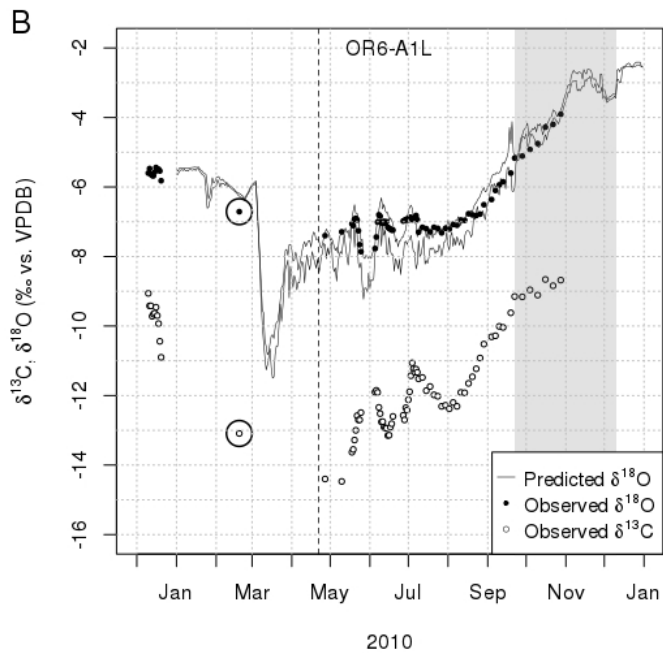 B
OR6-A1L
-2
-4
-6
-8
-10
-12
-14
-16
δ¹³C, δ¹⁸O (‰ vs. VPDB)
Predicted δ¹⁸O
Observed δ¹⁸O
Observed δ¹³C
Jan Mar May Jul Sep Nov Jan
2010